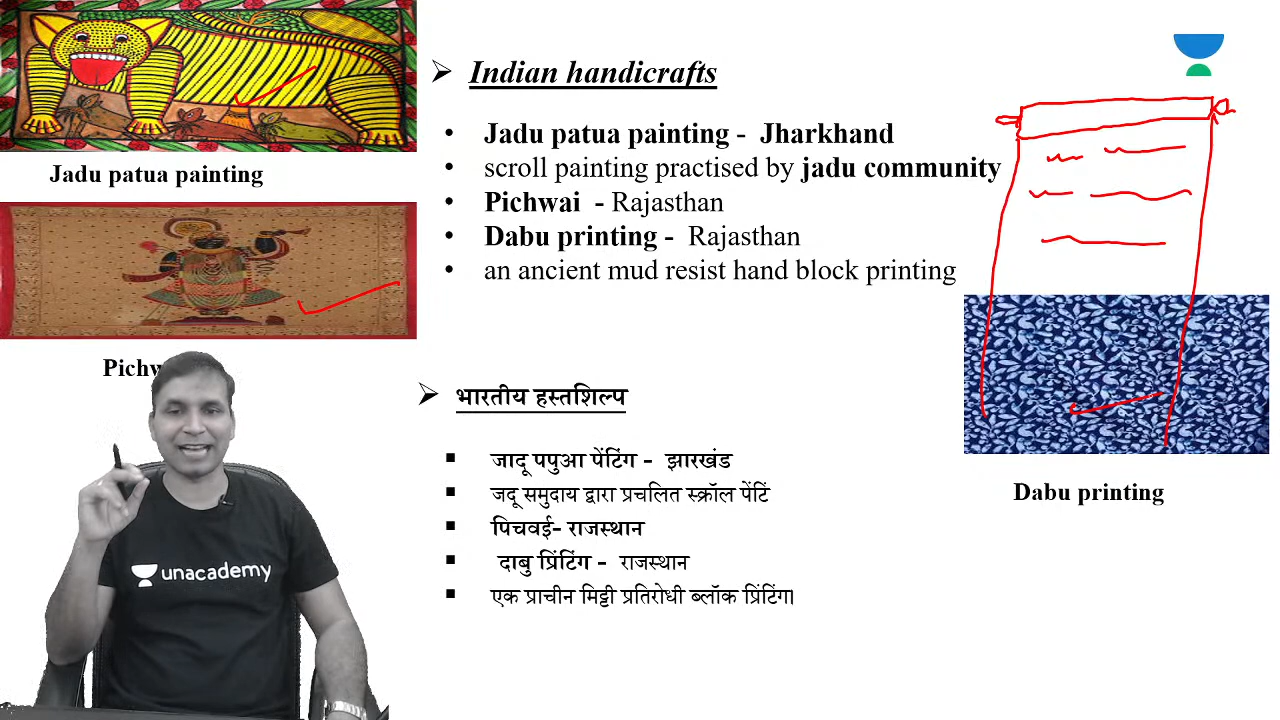 Jadu patua painting
Pichw
unacademy
Indian handicrafts
Jadu patua painting - Jharkhand
scroll painting practised by jadu community
Pichwai - Rajasthan
Dabu printing - Rajasthan
an ancient mud resist hand block printing
भारतीय हस्तशिल्प
जादू पपुआ पेंटिंग - झारखंड
जदू समुदाय द्वारा प्रचलित स्क्रॉल पेंटिं
पिचवई- राजस्थान
दाबु प्रिंटिंग - राजस्थान
एक प्राचीन मिट्टी प्रतिरोधी ब्लॉक प्रिंटिंग।
Dabu printing